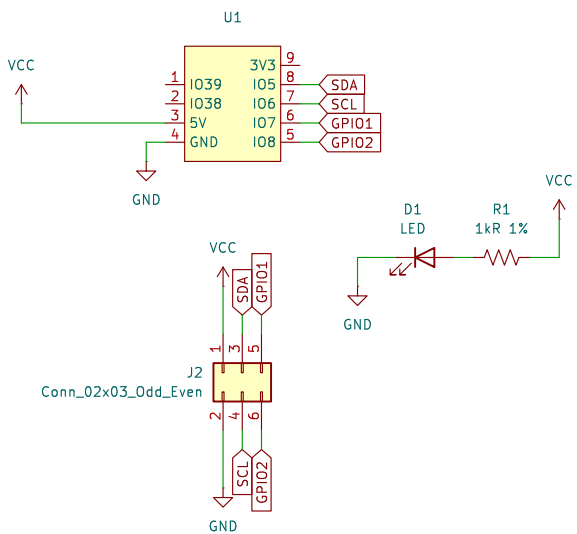 U1
VCC
3V3 9
1 IO39 IO5 8 SDA
2 IO38 IO6 7 SCL
3 5V IO7 6 GPIO1
4 GND IO8 5 GPIO2
GND
VCC
D1 R1
LED 1kR 1%
GND
VCC
SDA GPIO1
1 3 5
J2
Conn_02x03_Odd_Even
2 4 6
SCL GPIO2
GND